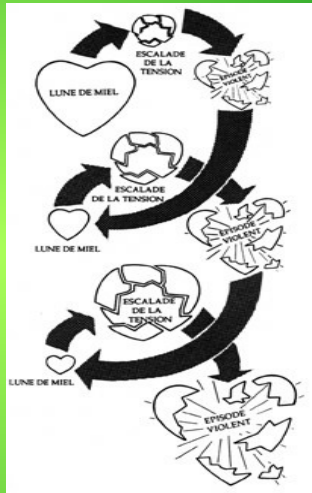 ESCALADE
DE LA
TENSION
LUNE DE MIEL
EPISODE
VIOLENT
ESCALADE
DE LA TENSION
LUNE DE MIEL
EPISODE
VIOLENT
ESCALADE
DE LA
TENSION
LUNE DE MIEL
EPISODE
VIOLENT